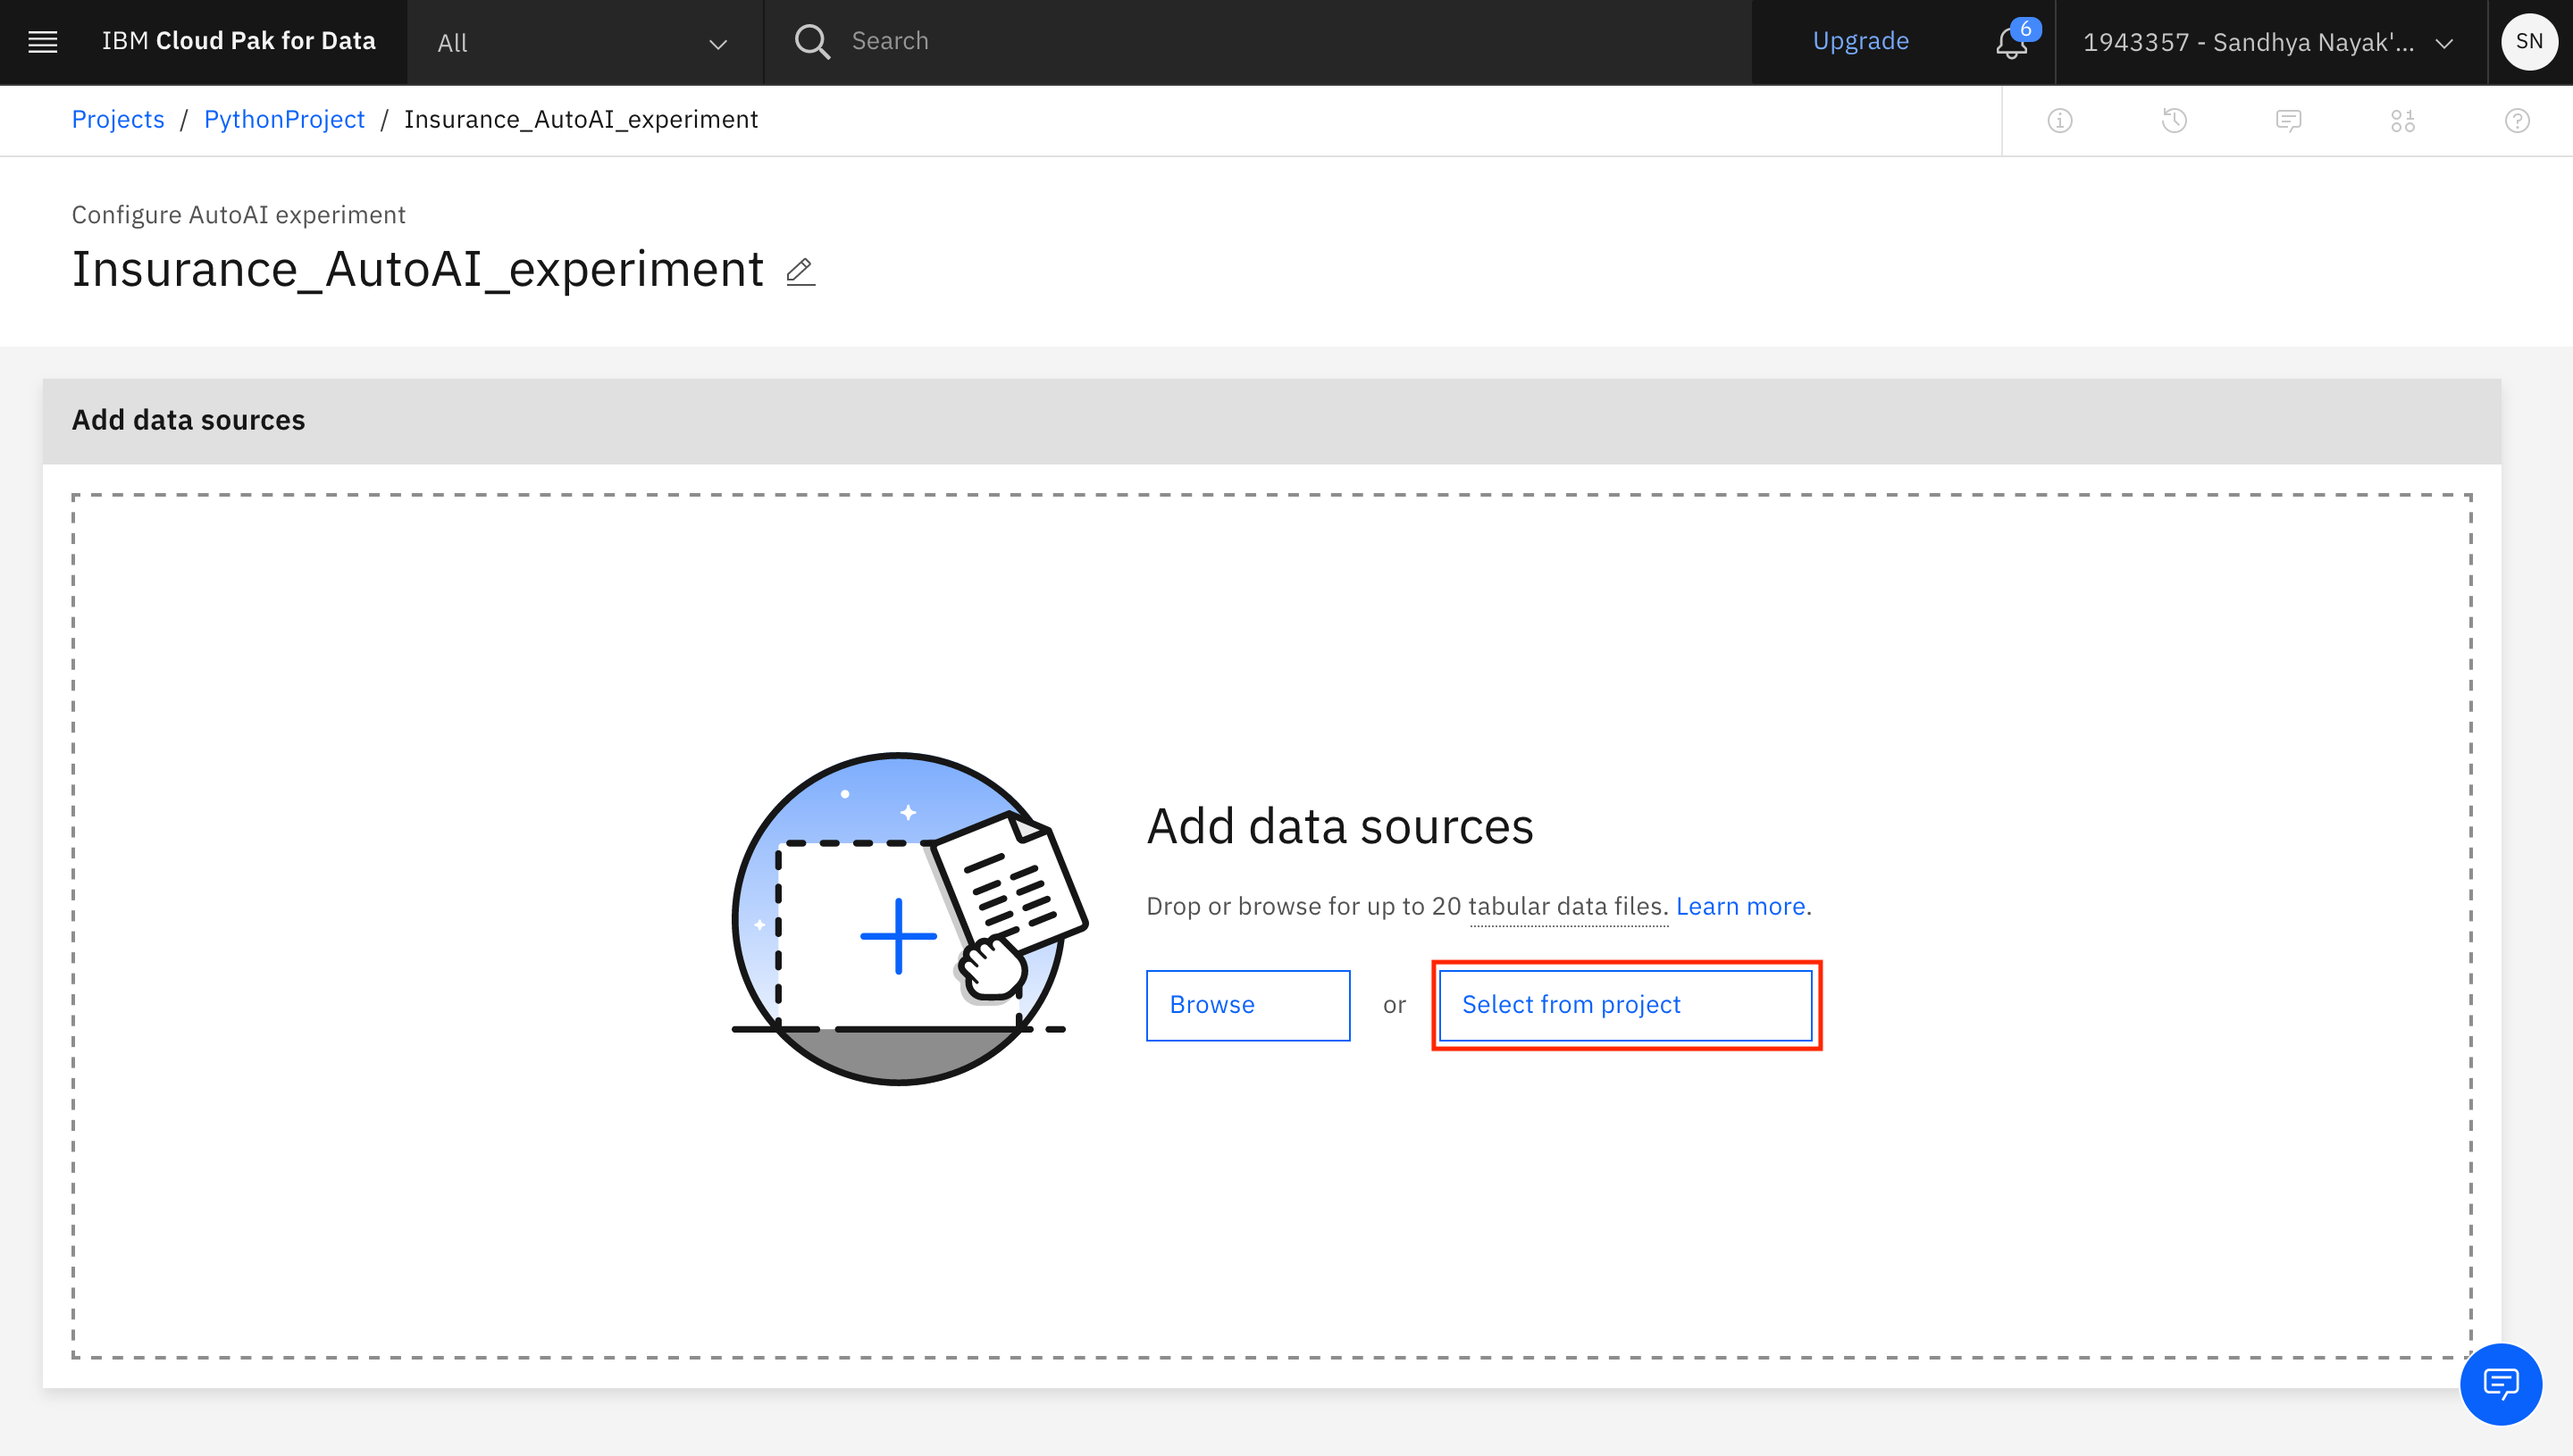 IBM Cloud Pak for Data
All
Search
Upgrade
6
1943357 - Sandhya Nayak'...
SN
Projects / PythonProject / Insurance_AutoAI_experiment
Configure AutoAI experiment
Insurance_AutoAI_experiment
Add data sources
Add data sources
Drop or browse for up to 20 tabular data files. Learn more.
Browse
or
Select from project